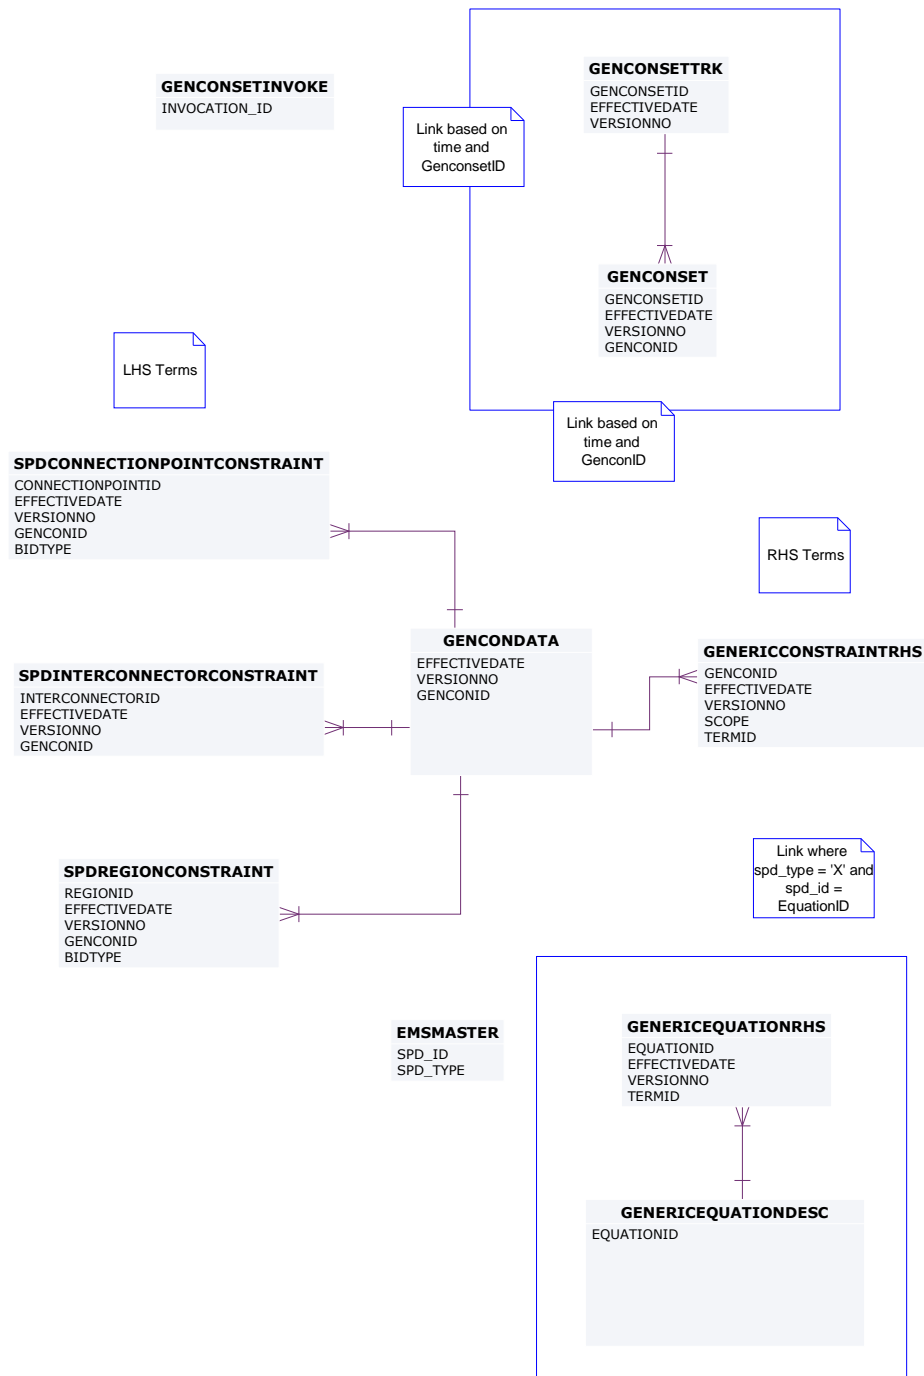 GENCONSETINVOKE
INVOCATION_ID
GENCONSETTRK
GENCONSETID
EFFECTIVEDATE
VERSIONNO
Link based on
time and
GenconsetID
GENCONSET
GENCONSETID
EFFECTIVEDATE
VERSIONNO
GENCONID
LHS Terms
Link based on
time and
GenconID
SPDCONNECTIONPOINTCONSTRAINT
CONNECTIONPOINTID
EFFECTIVEDATE
VERSIONNO
GENCONID
BIDTYPE
RHS Terms
GENCONDATA
EFFECTIVEDATE
VERSIONNO
GENCONID
GENERICCONSTRAINTRHS
GENCONID
EFFECTIVEDATE
VERSIONNO
SCOPE
TERMID
SPDINTERCONNECTORCONSTRAINT
INTERCONNECTORID
EFFECTIVEDATE
VERSIONNO
GENCONID
SPDREGIONCONSTRAINT
REGIONID
EFFECTIVEDATE
VERSIONNO
GENCONID
BIDTYPE
Link where
spd_type = 'X' and
spd_id =
EquationID
EMSMASTER
SPD_ID
SPD_TYPE
GENERICEQUATIONRHS
EQUATIONID
EFFECTIVEDATE
VERSIONNO
TERMID
GENERICEQUATIONDESC
EQUATIONID